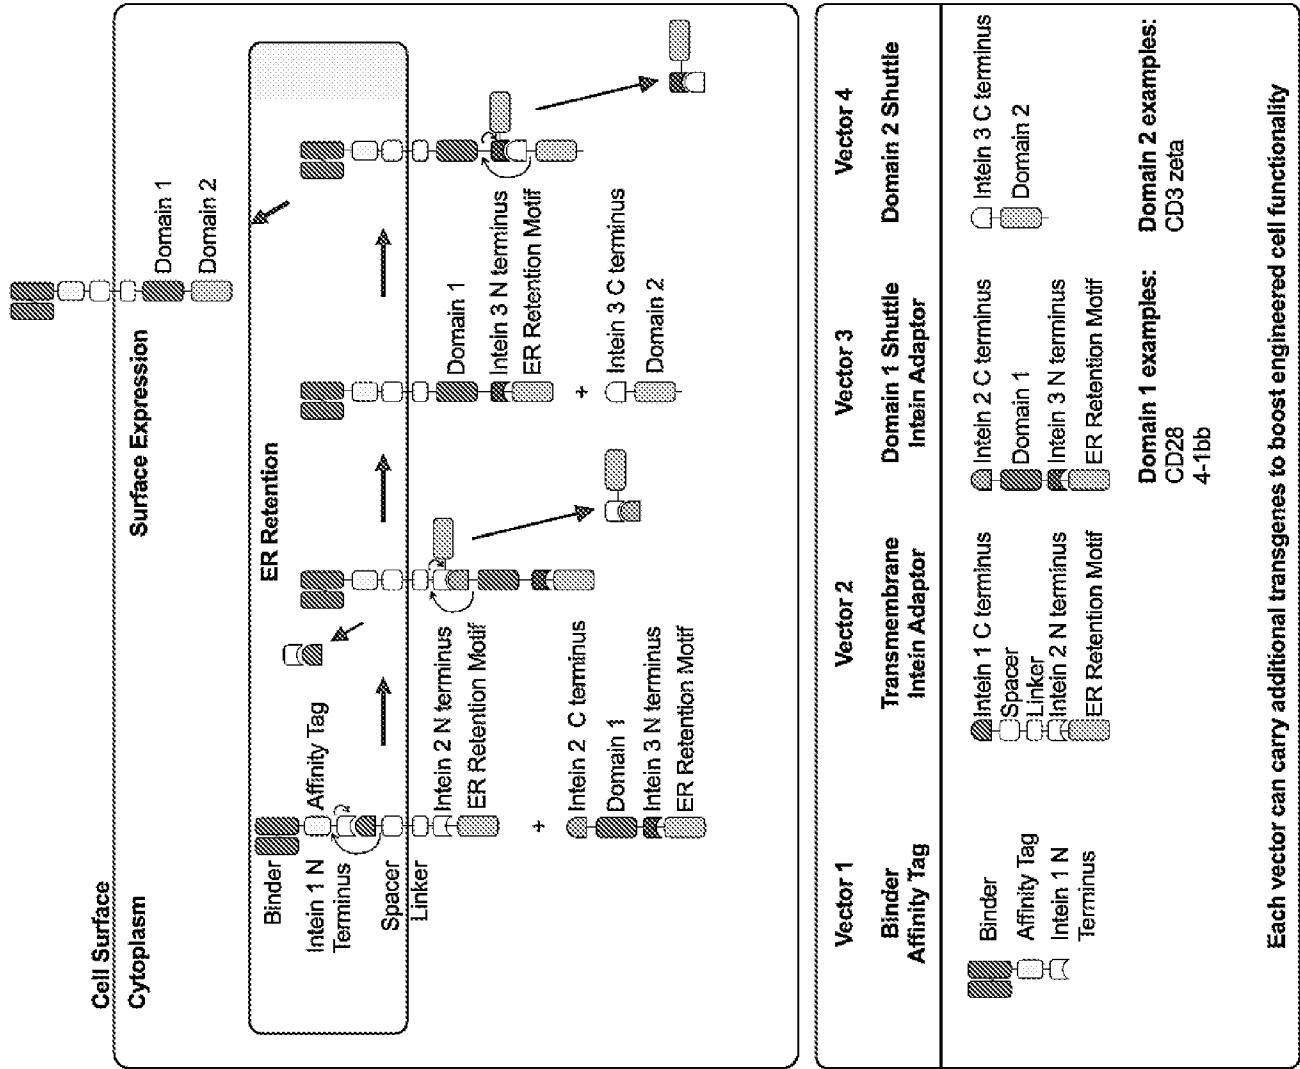 Cell Surface
Cytoplasm
Surface Expression
Domain 1
Domain 2
ER Retention
Binder
Affinity Tag
Intein 1 N
Terminus
Spacer
Linker
Intein 2 N terminus
ER Retention Motif
+
Intein 2 C terminus
Domain 1
Intein 3 N terminus
ER Retention Motif
Domain 1
Intein 3 N terminus
ER Retention Motif
+
Intein 3 C terminus
Domain 2
Vector 1
Binder
Affinity Tag
Binder
Affinity Tag
Intein 1 N
Terminus
Vector 2
Transmembrane
Intein Adaptor
Intein 1 C terminus
Spacer
Linker
Intein 2 N terminus
ER Retention Motif
Vector 3
Domain 1 Shuttle
Intein Adaptor
Intein 2 C terminus
Domain 1
Intein 3 N terminus
ER Retention Motif
Domain 1 examples:
CD28
4-1bb
Vector 4
Domain 2 Shuttle
Intein 3 C terminus
Domain 2
Domain 2 examples:
CD3 zeta
Each vector can carry additional transgenes to boost engineered cell functionality